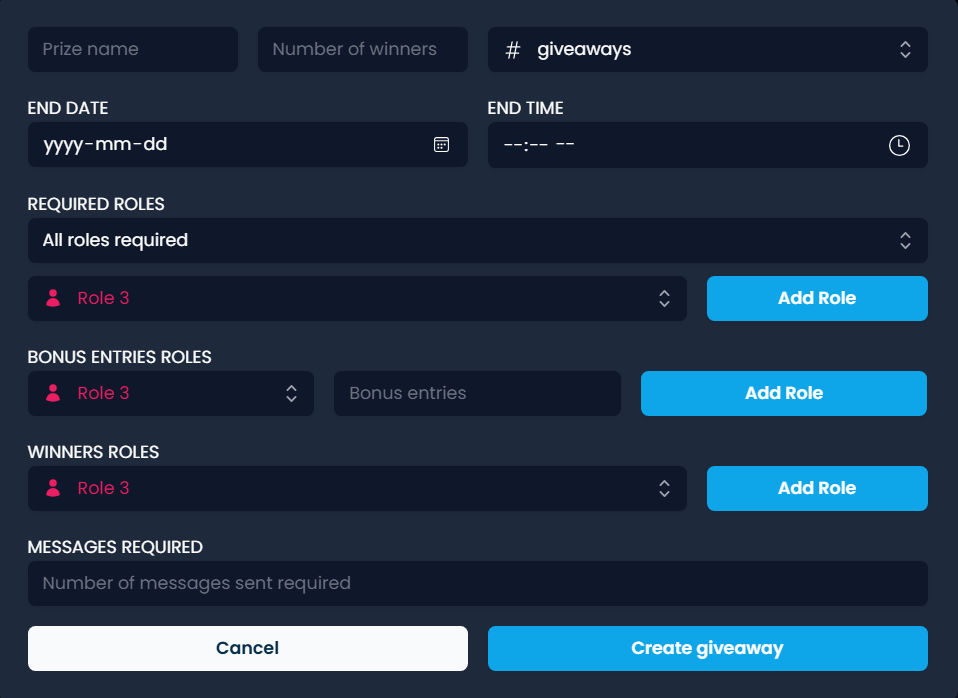 Prize name
Number of winners
# giveaways
END DATE
END TIME
yyyy-mm-dd
--:-- --
REQUIRED ROLES
All roles required
Role 3
Add Role
BONUS ENTRIES ROLES
Role 3
Bonus entries
Add Role
WINNERS ROLES
Role 3
Add Role
MESSAGES REQUIRED
Number of messages sent required
Cancel
Create giveaway